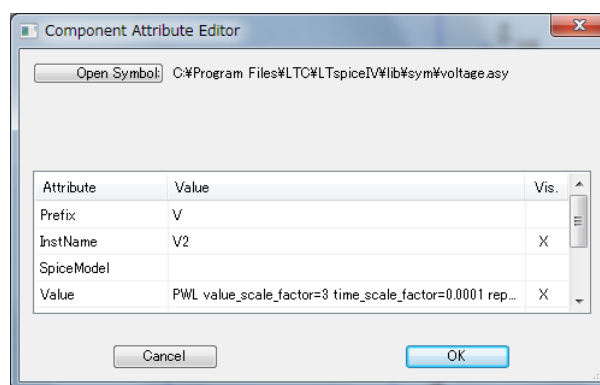 Component Attribute Editor
Open Symbol: C:¥Program Files¥LTC¥LTspiceIV¥lib¥sym¥voltage.asy
Attribute Value Vis.
Prefix V
InstName V2 X
SpiceModel
Value PWL value_scale_factor=3 time_scale_factor=0.0001 rep... X
Cancel OK